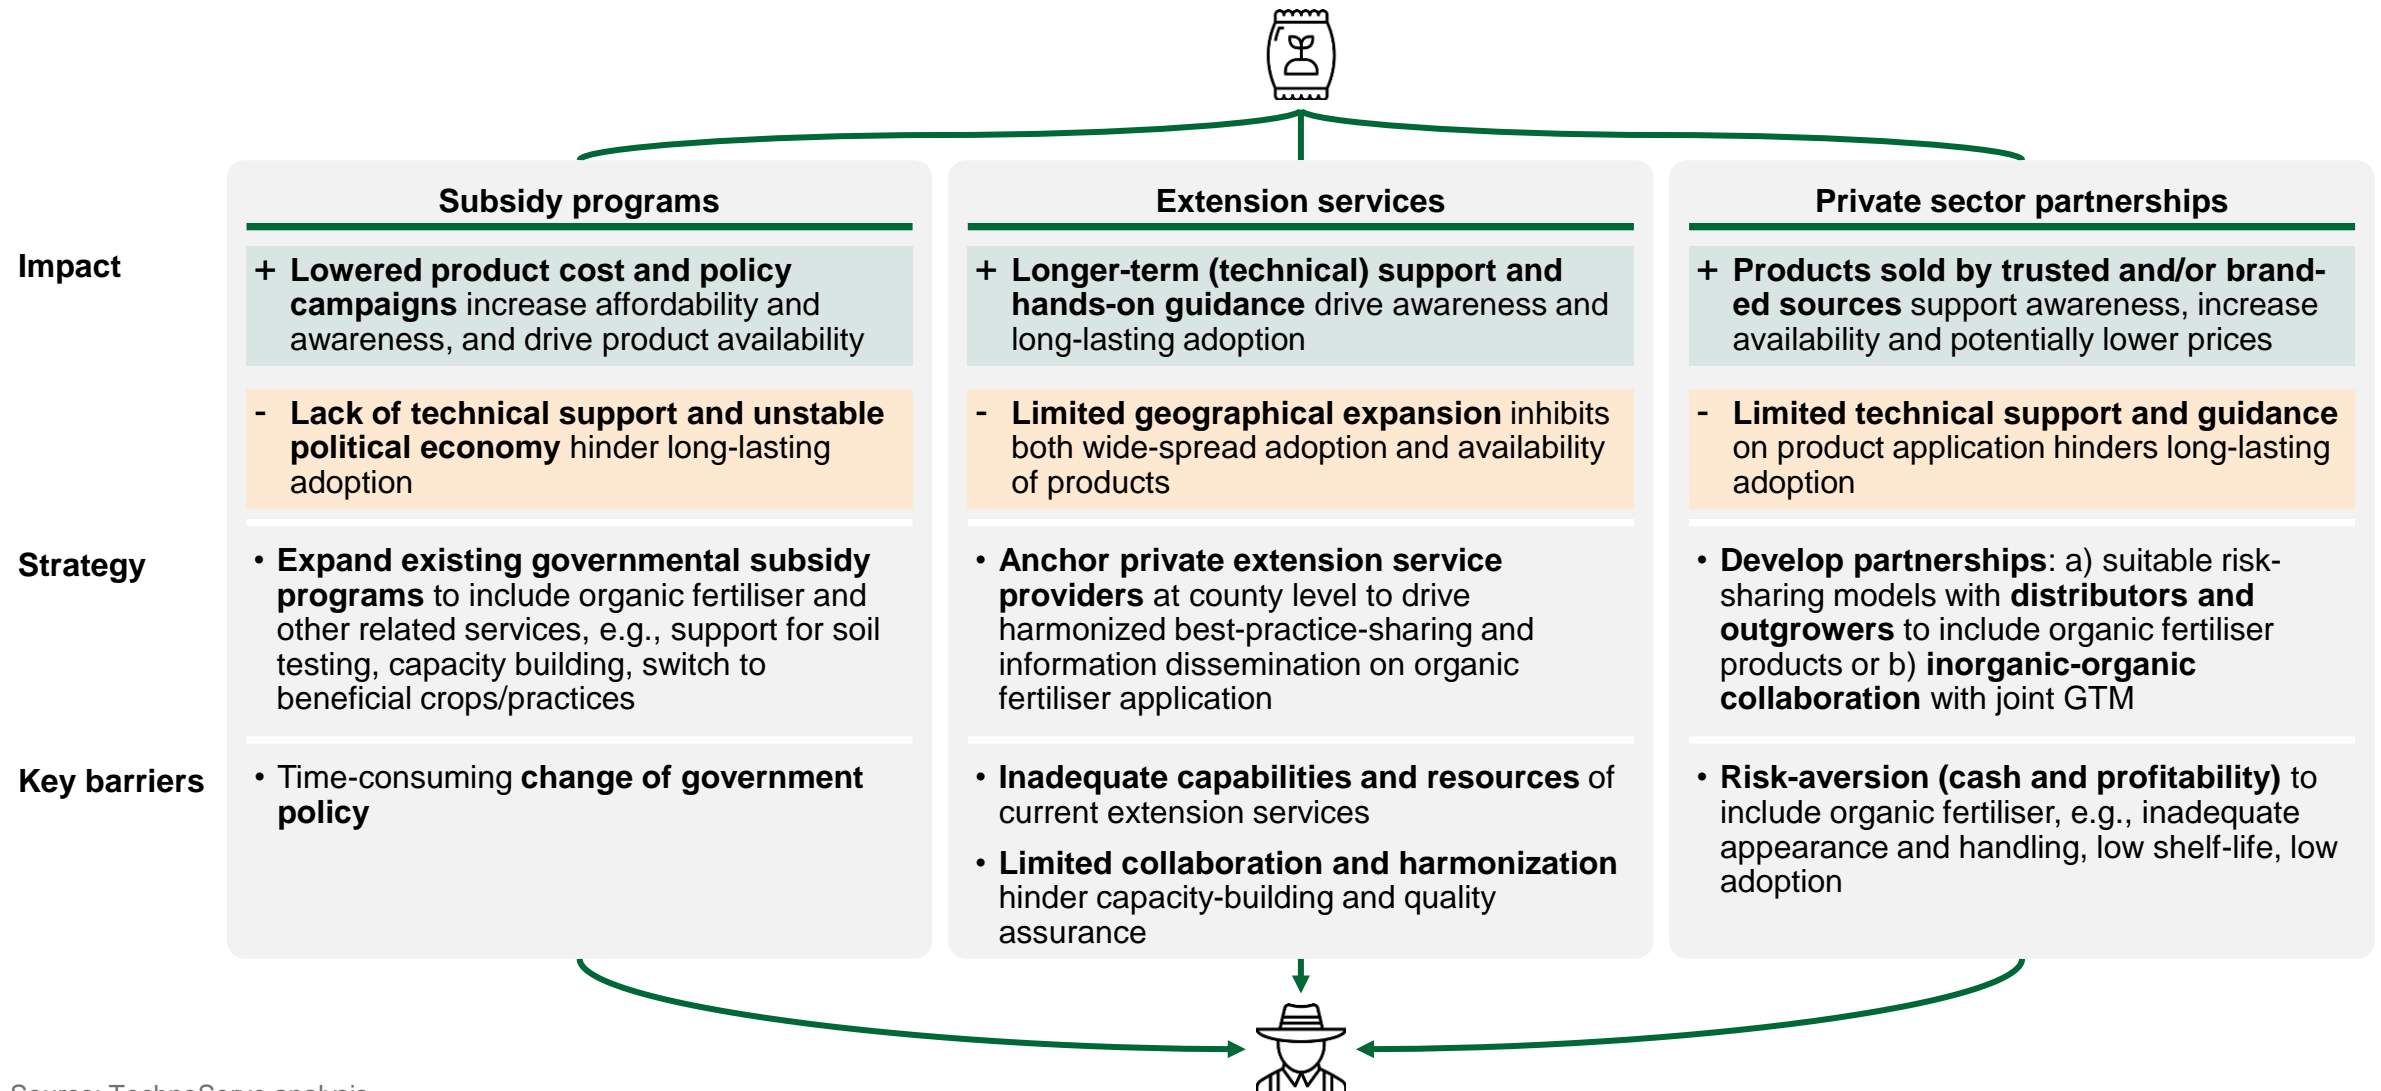 Subsidy programs
Extension services
Private sector partnerships
Impact
+ Lowered product cost and policy
campaigns increase affordability and
awareness, and drive product availability
+ Longer-term (technical) support and
hands-on guidance drive awareness and
long-lasting adoption
+ Products sold by trusted and/or brand-
ed sources support awareness, increase
availability and potentially lower prices
- Lack of technical support and unstable
political economy hinder long-lasting
adoption
- Limited geographical expansion inhibits
both wide-spread adoption and availability
of products
- Limited technical support and guidance
on product application hinders long-lasting
adoption
Strategy
• Expand existing governmental subsidy
programs to include organic fertiliser and
other related services, e.g., support for soil
testing, capacity building, switch to
beneficial crops/practices
• Anchor private extension service
providers at county level to drive
harmonized best-practice-sharing and
information dissemination on organic
fertiliser application
• Develop partnerships: a) suitable risk-
sharing models with distributors and
outgrowers to include organic fertiliser
products or b) inorganic-organic
collaboration with joint GTM
Key barriers
• Time-consuming change of government
policy
• Inadequate capabilities and resources of
current extension services
• Limited collaboration and harmonization
hinder capacity-building and quality
assurance
• Risk-aversion (cash and profitability) to
include organic fertiliser, e.g., inadequate
appearance and handling, low shelf-life, low
adoption
Source: TechnoServe analysis